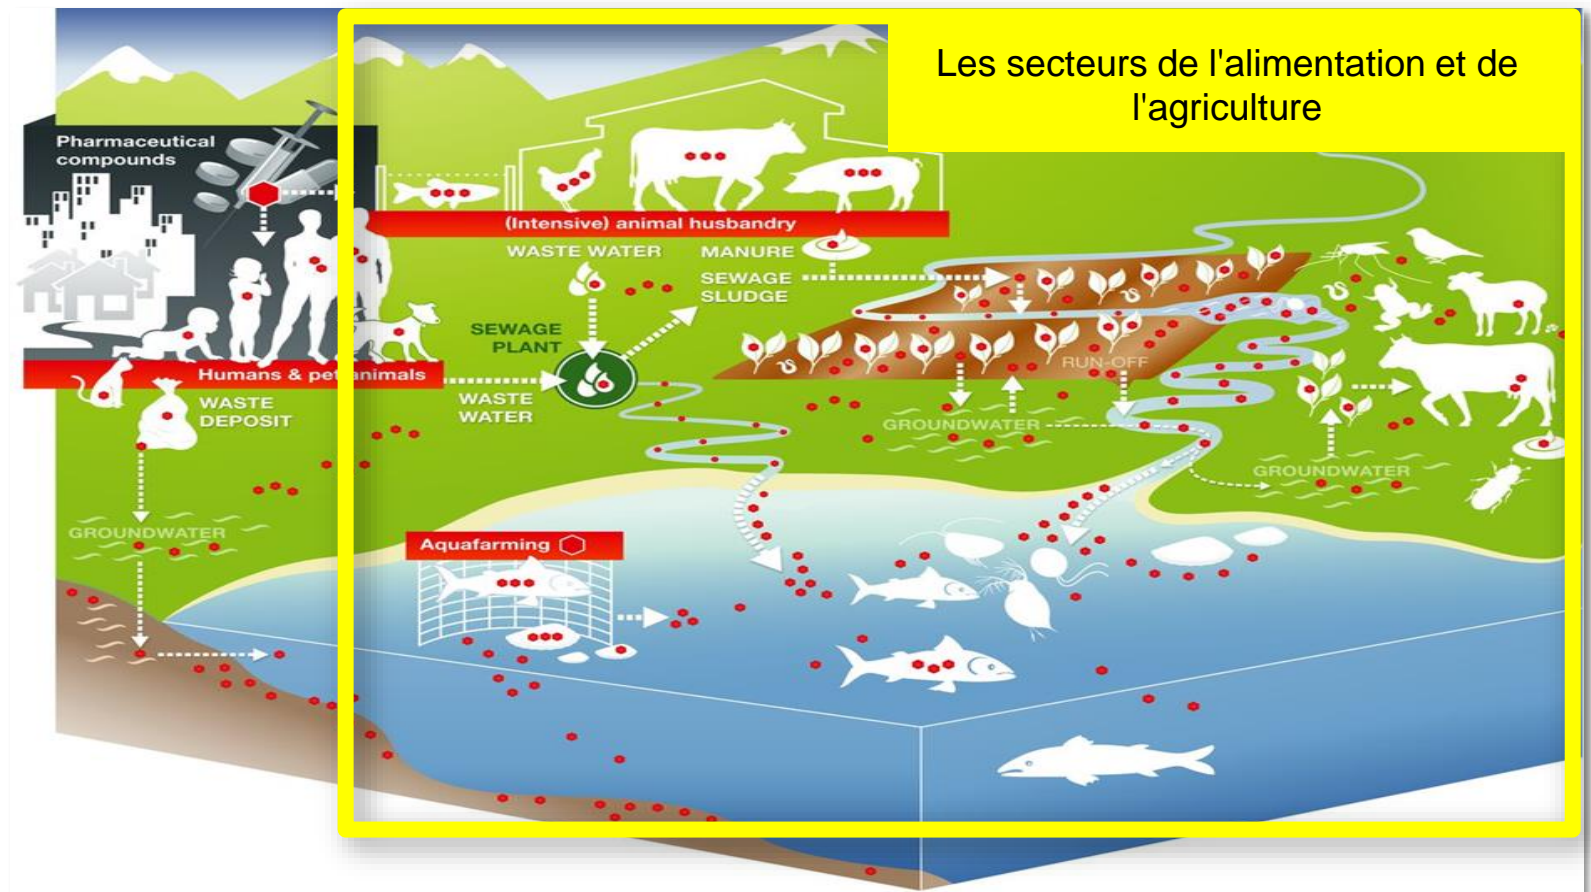 Les secteurs de l'alimentation et de
l'agriculture
Pharmaceutical
compounds
(Intensive) animal husbandry
WASTE WATER
MANURE
SEWAGE
SLUDGE
SEWAGE
PLANT
RUN-OFF
Humans & pet animals
WASTE
DEPOSIT
WASTE
WATER
GROUNDWATER
GROUNDWATER
GROUNDWATER
Aquafarming